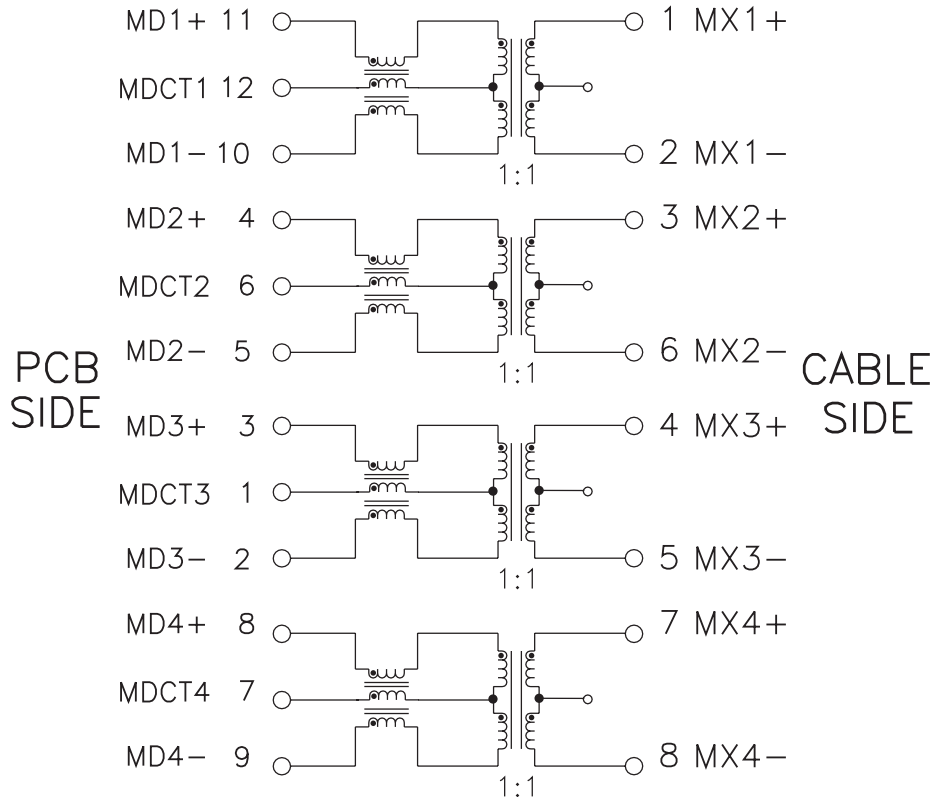 MD1+ 11 1 MX1+
MDCT1 12
MD1- 10 2 MX1-
1:1
MD2+ 4 3 MX2+
MDCT2 6
MD2- 5 6 MX2-
1:1
PCB
SIDE
CABLE
SIDE
MD3+ 3 4 MX3+
MDCT3 1
MD3- 2 5 MX3-
1:1
MD4+ 8 7 MX4+
MDCT4 7
MD4- 9 8 MX4-
1:1